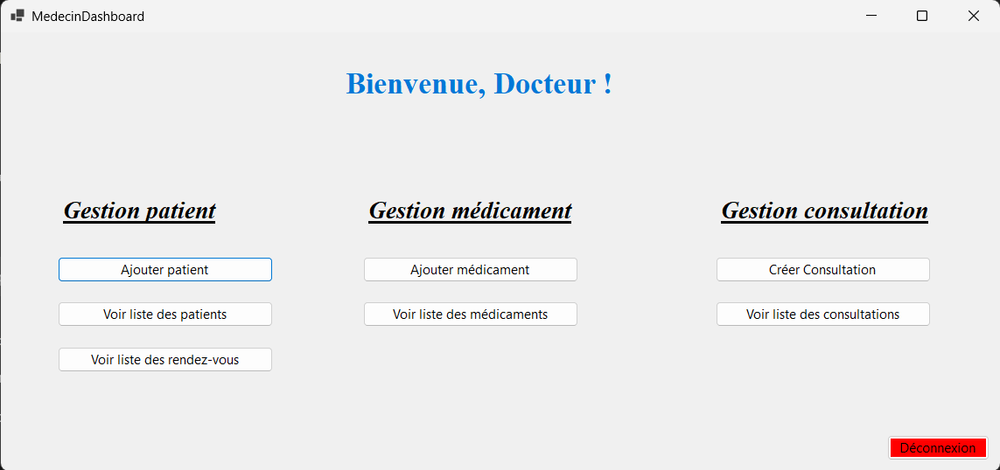 MedecinDashboard
Bienvenue, Docteur !
Gestion patient
Ajouter patient
Voir liste des patients
Voir liste des rendez-vous
Gestion médicament
Ajouter médicament
Voir liste des médicaments
Gestion consultation
Créer Consultation
Voir liste des consultations
Déconnexion